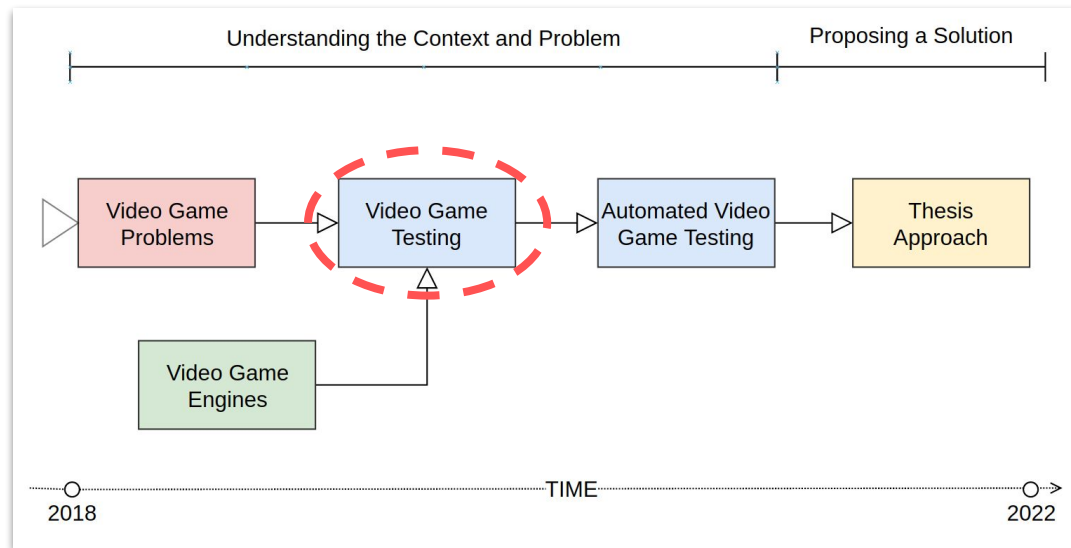 Understanding the Context and Problem
Proposing a Solution
Video Game
Problems
Video Game
Testing
Automated Video
Game Testing
Thesis
Approach
Video Game
Engines
TIME
2018
2022